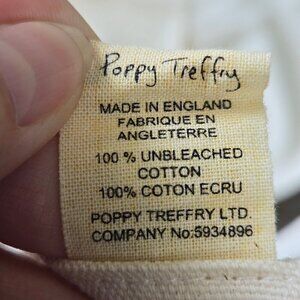 Poppy Treffry
MADE IN ENGLAND
FABRIQUE EN
ANGLETERRE
100 % UNBLEACHED
COTTON
100% COTON ECRU
POPPY TREFFRY LTD.
COMPANY No:5934896